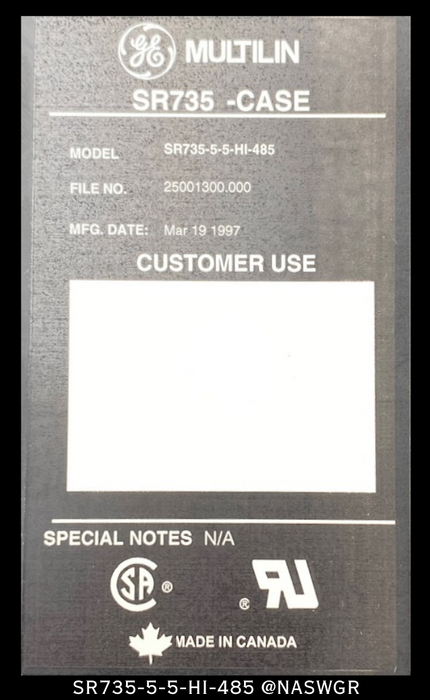 GE MULTILIN
SR735 -CASE
MODEL SR735-5-5-HI-485
FILE NO. 25001300.000
MFG. DATE: Mar 19 1997
CUSTOMER USE
SPECIAL NOTES N/A
SA ® ® UR
MADE IN CANADA
SR735-5-5-HI-485 @NASWGR